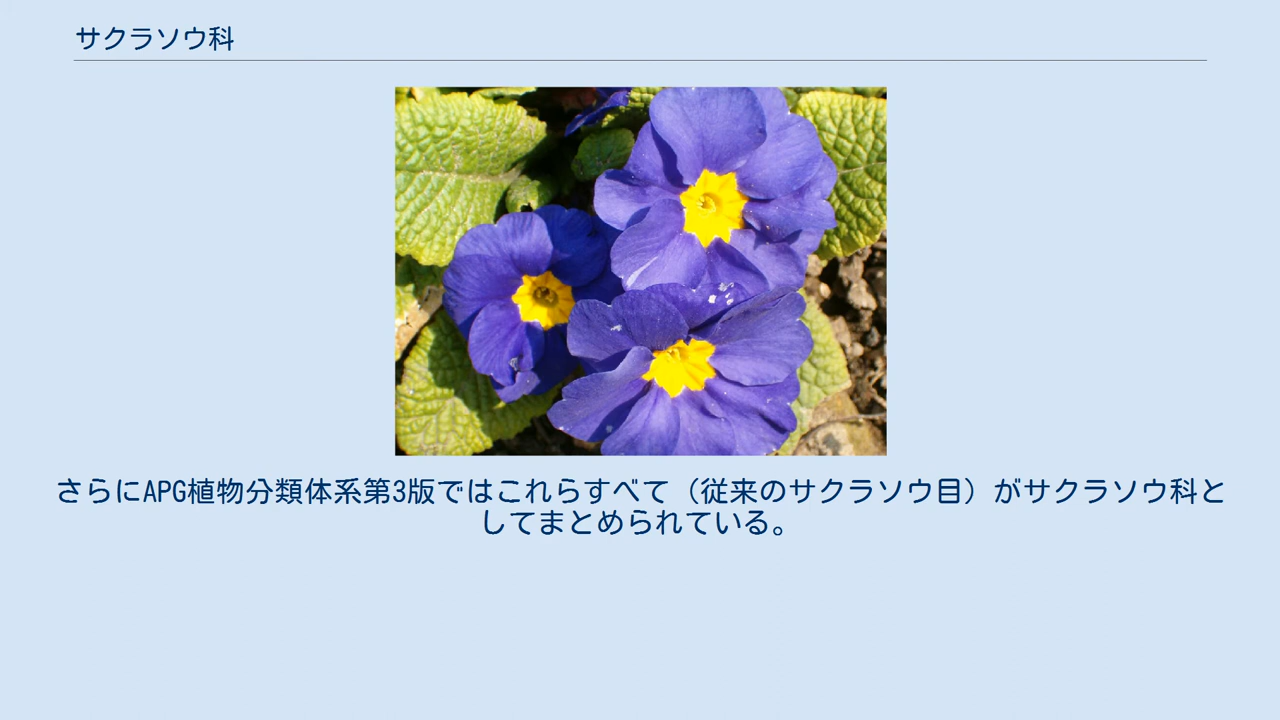 サクラソウ科
さらにAPG植物分類体系第3版ではこれらすべて（従来のサクラソウ目）がサクラソウ科と
してまとめられている。